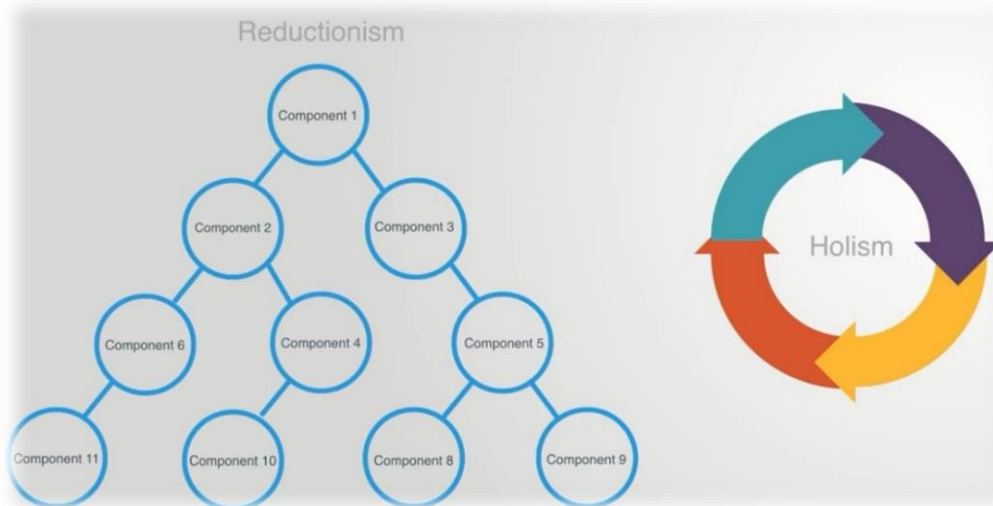 Reductionism
Component 1
Component 2
Component 3
Holism
Component 6
Component 4
Component 5
Component 11
Component 10
Component 8
Component 9